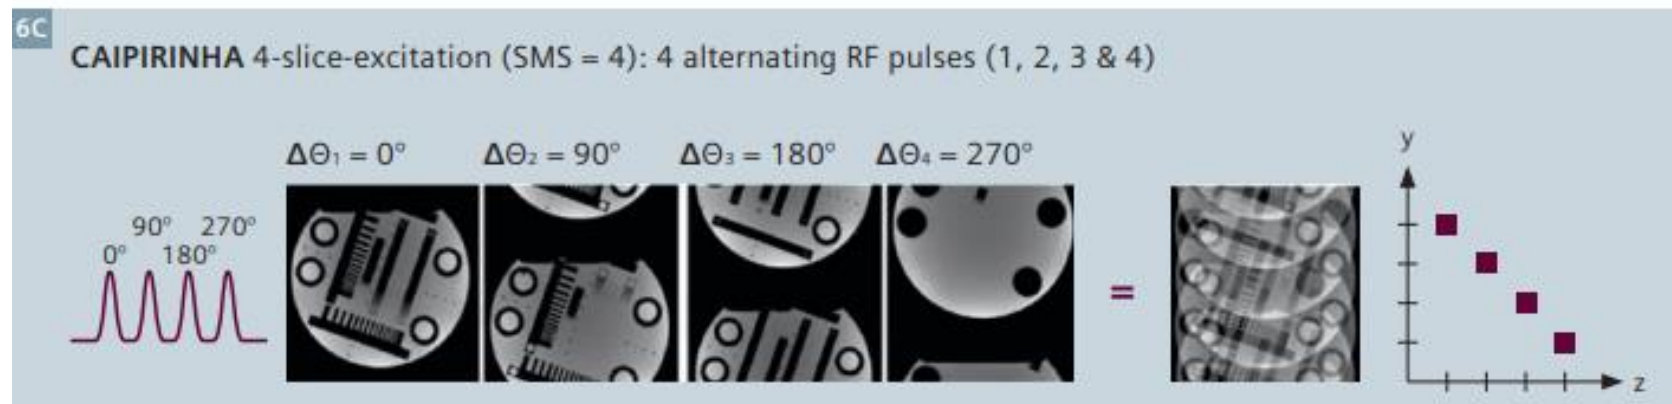 6C
CAIPIRINHA 4-slice-excitation (SMS = 4): 4 alternating RF pulses (1, 2, 3 & 4)
ΔΘ₁ = 0° ΔΘ₂ = 90° ΔΘ₃ = 180° ΔΘ₄ = 270°
90° 270°
0° 180°
=
y
z